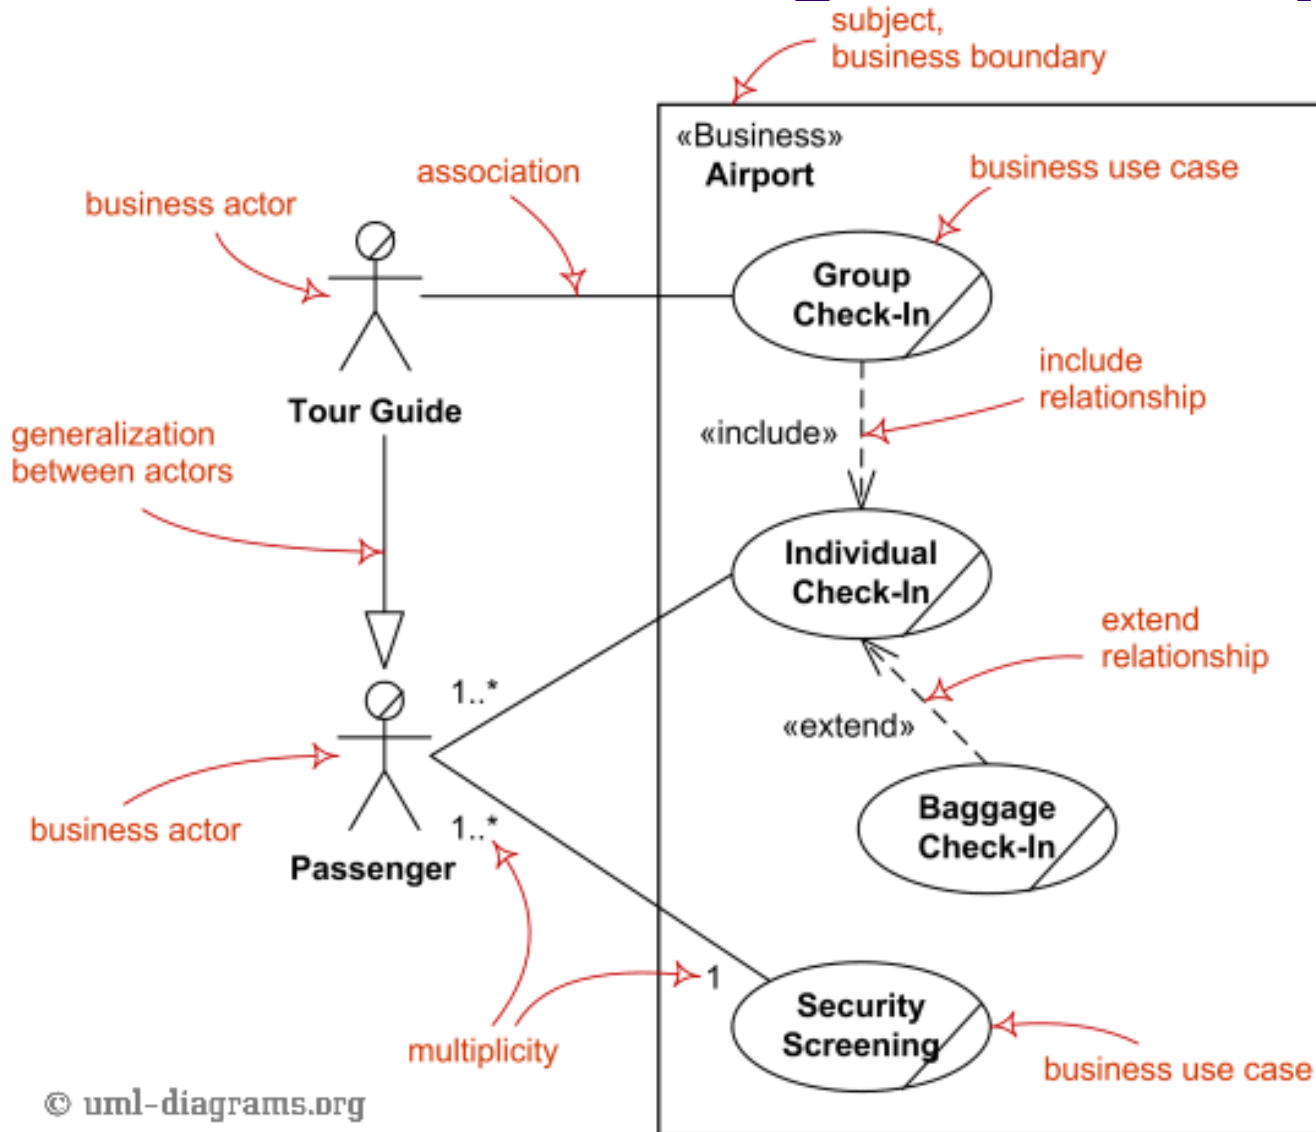 subject,
business boundary
«Business»
Airport
association
business use case
business actor
Group
Check-In
include
relationship
Tour Guide
generalization
between actors
«include»
Individual
Check-In
extend
relationship
1..*
«extend»
business actor
1..*
Baggage
Check-In
Passenger
1
Security
Screening
multiplicity
business use case
© uml-diagrams.org